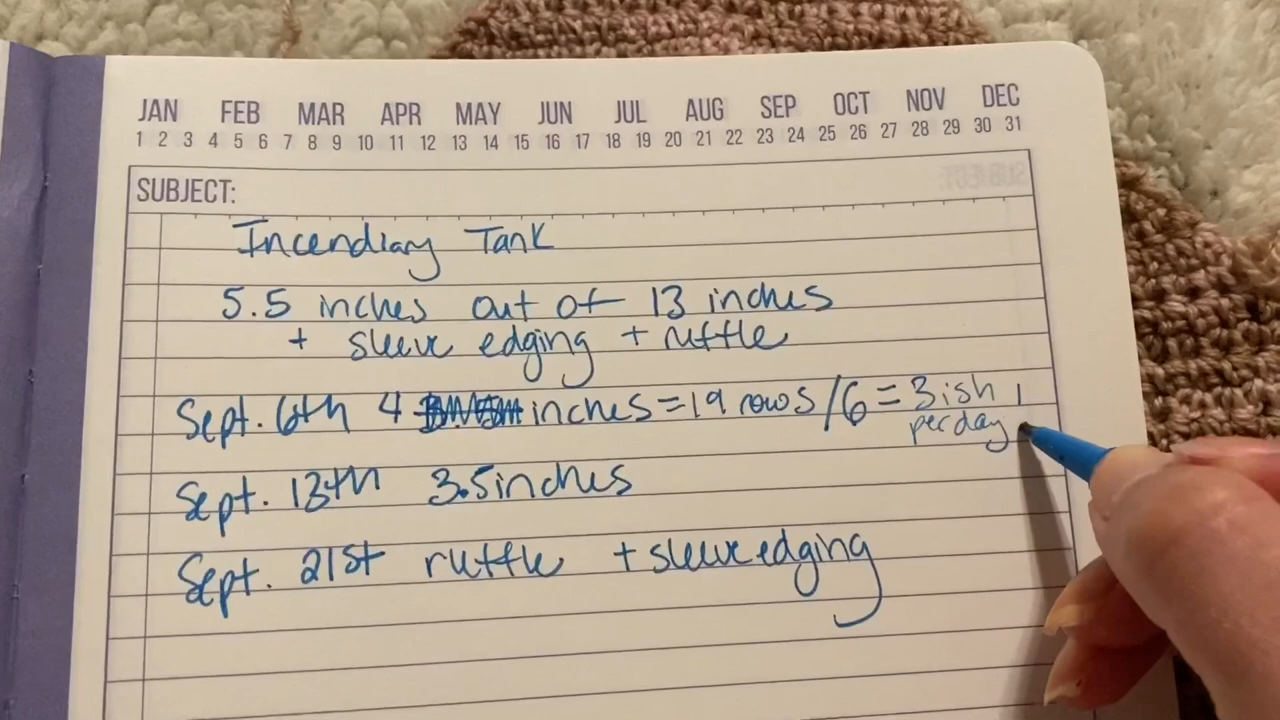 JAN FEB MAR APR MAY JUN JUL AUG SEP OCT NOV DEC
1 2 3 4 5 6 7 8 9 10 11 12 13 14 15 16 17 18 19 20 21 22 23 24 25 26 27 28 29 30 31
SUBJECT:
Incendiary Tank
5.5 inches out of 13 inches
+ sleeve edging + ruffle
Sept. 6th 4 inches = 19 rows / 6 = 3ish
per day
Sept. 13th 3.5 inches
Sept. 21st ruffle + sleeve edging